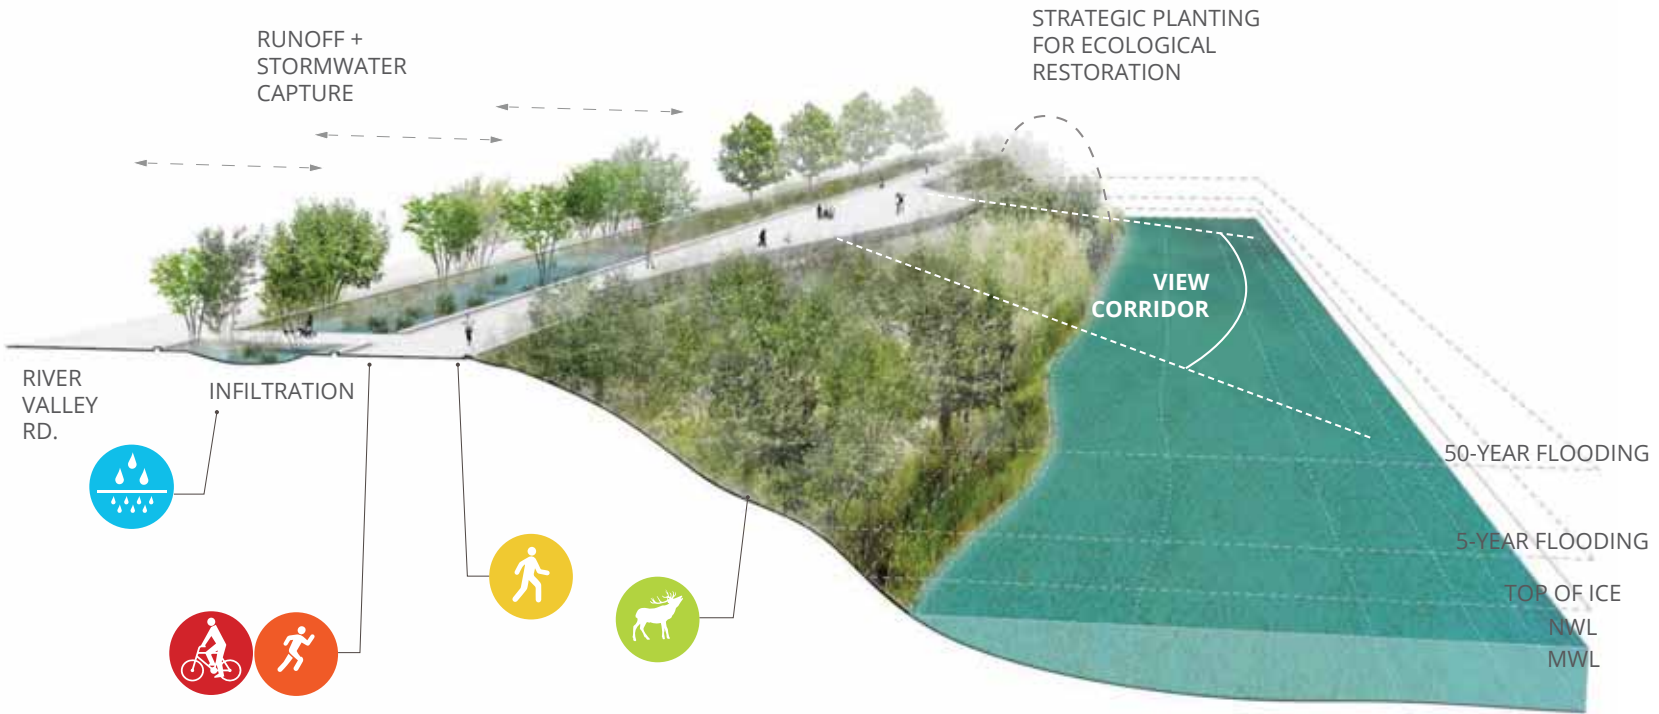 RUNOFF +
STORMWATER
CAPTURE
STRATEGIC PLANTING
FOR ECOLOGICAL
RESTORATION
VIEW
CORRIDOR
RIVER
VALLEY
RD.
INFILTRATION
50-YEAR FLOODING
5-YEAR FLOODING
TOP OF ICE
NWL
MWL